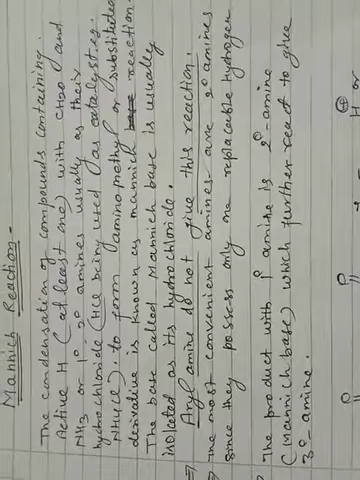 Mannich Reaction -
The condensation of compounds containing
Active H (at least one) with CH2O and
NH3 or 1° 2° amines usually as their
hydrochloride (HCl being used as catalyst eg.
NH4Cl) to form aminomethyl or substituted
derivative is known as mannich reaction.
The base called Mannich base is usually
isolated as its hydrochloride.
⇒ Aryl amine do not give this reaction.
⇒ The most convenient amines are 2° amines
since they possess only one replacable hydrogen
The product with 1° amine is 2°-amine
(Mannich base) which further react to give
3°-amine.
O O
H or